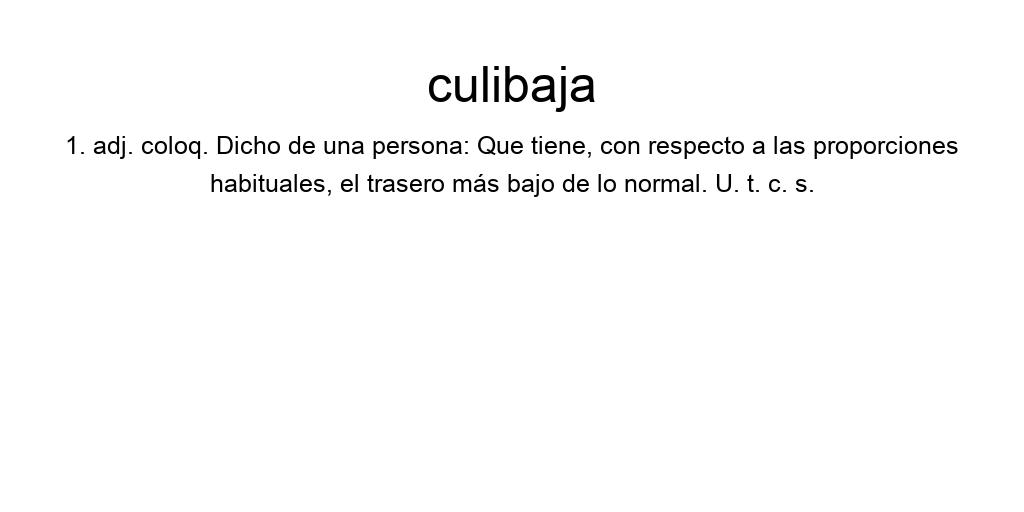 culibaja
1. adj. coloq. Dicho de una persona: Que tiene, con respecto a las proporciones
habituales, el trasero más bajo de lo normal. U. t. c. s.